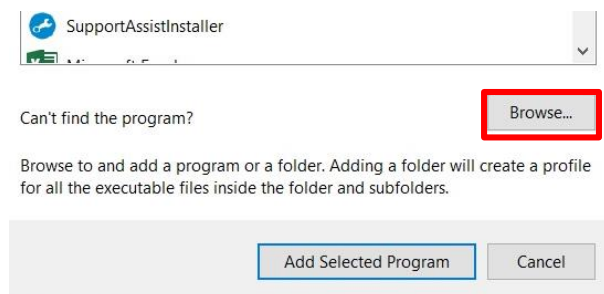 SupportAssistInstaller
Can't find the program?
Browse...
Browse to and add a program or a folder. Adding a folder will create a profile
for all the executable files inside the folder and subfolders.
Add Selected Program
Cancel